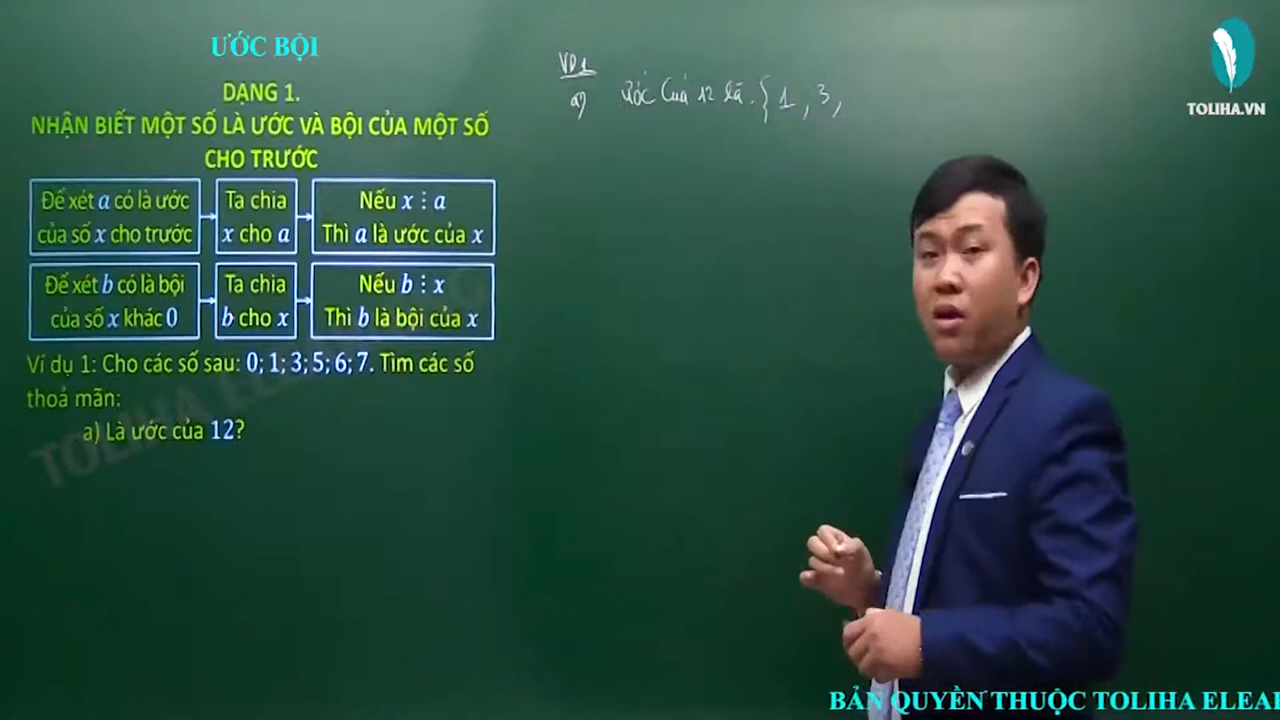 ƯỚC BỘI
DẠNG 1.
NHẬN BIẾT MỘT SỐ LÀ ƯỚC VÀ BỘI CỦA MỘT SỐ
CHO TRƯỚC
Để xét a có là ước
của số x cho trước
Ta chia
x cho a
Nếu x ⋮ a
Thì a là ước của x
Để xét b có là bội
của số x khác 0
Ta chia
b cho x
Nếu b ⋮ x
Thì b là bội của x
Ví dụ 1: Cho các số sau: 0; 1; 3; 5; 6; 7. Tìm các số
thoả mãn:
a) Là ước của 12?
VD1
a) Ước của 12 là: {1, 3,
TOLIHA.VN
BẢN QUYỀN THUỘC TOLIHA ELEA